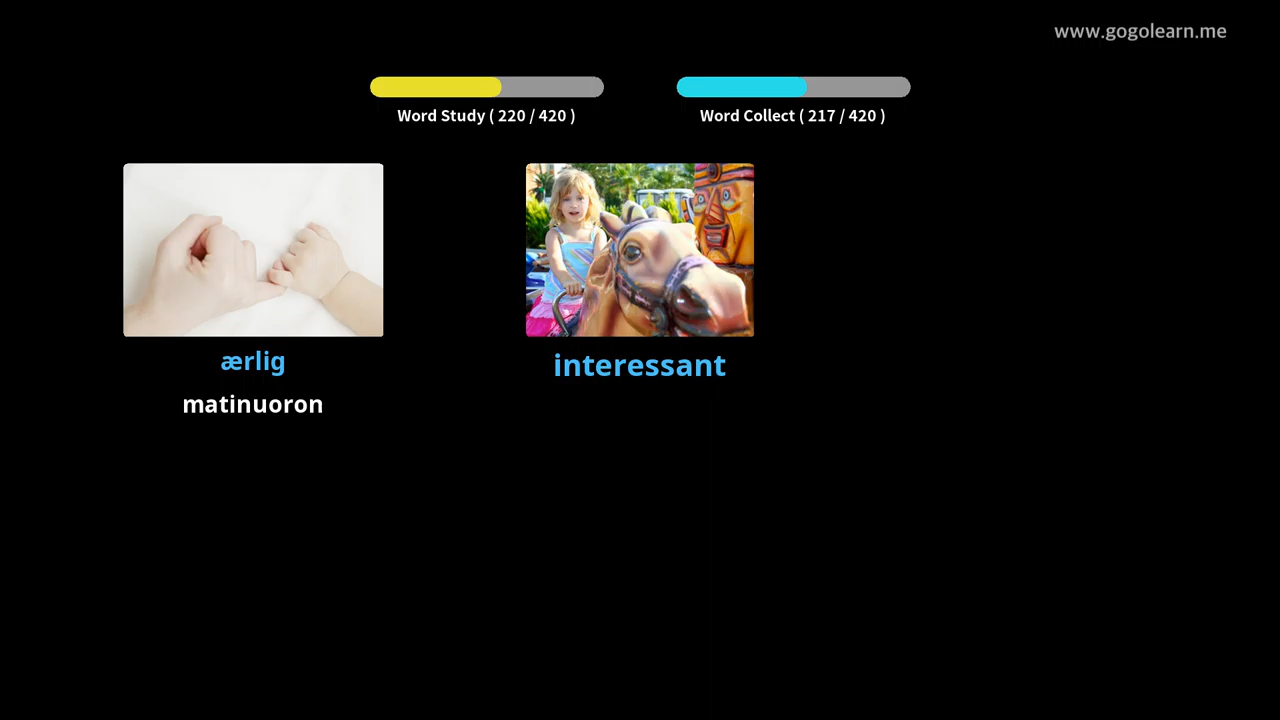 www.gogolearn.me
Word Study ( 220 / 420 )
Word Collect ( 217 / 420 )
ærlig
matinuoron
interessant